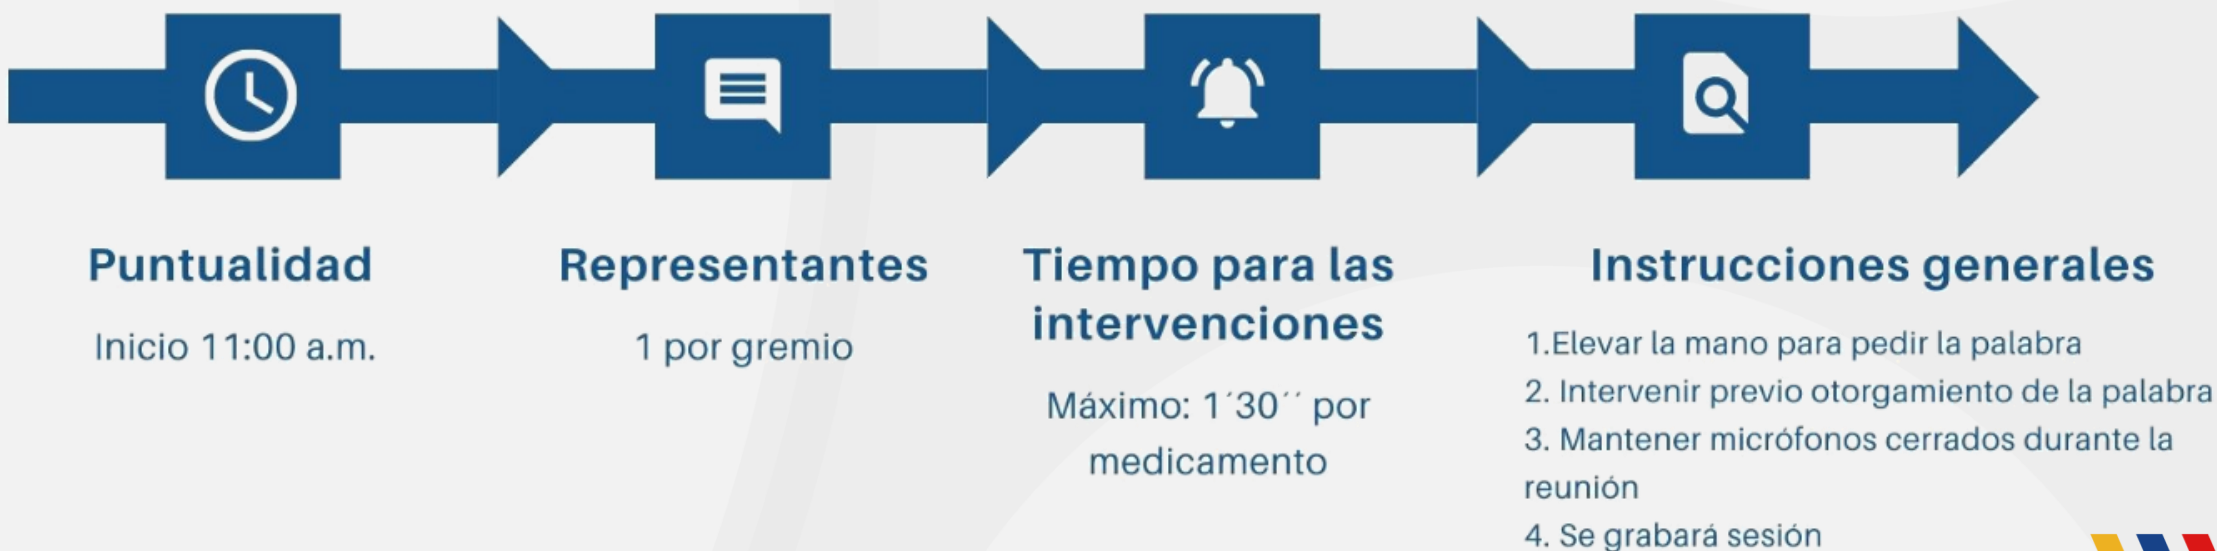 Puntualidad
Inicio 11:00 a.m.
Representantes
1 por gremio
Tiempo para las
intervenciones
Máximo: 1´30´´ por
medicamento
Instrucciones generales
1.Elevar la mano para pedir la palabra
2. Intervenir previo otorgamiento de la palabra
3. Mantener micrófonos cerrados durante la
reunión
4. Se grabará sesión